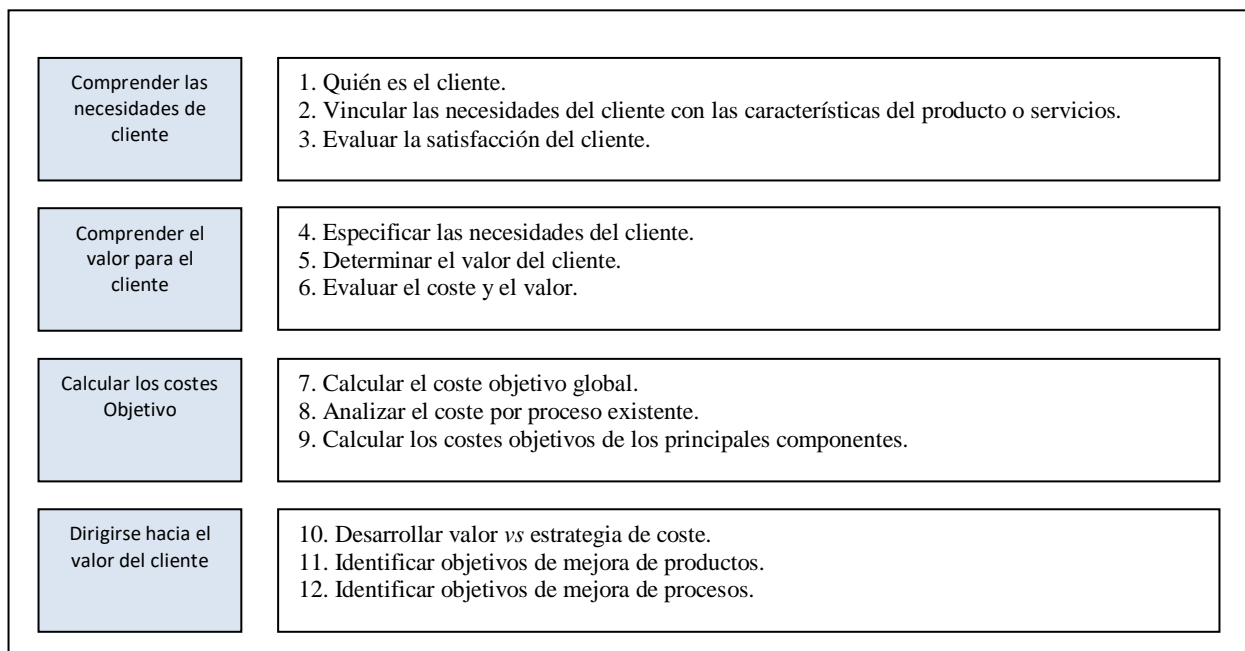 Comprender las
necesidades de
cliente
1. Quién es el cliente.
2. Vincular las necesidades del cliente con las características del producto o servicios.
3. Evaluar la satisfacción del cliente.
Comprender el
valor para el
cliente
4. Especificar las necesidades del cliente.
5. Determinar el valor del cliente.
6. Evaluar el coste y el valor.
Calcular los costes
Objetivo
7. Calcular el coste objetivo global.
8. Analizar el coste por proceso existente.
9. Calcular los costes objetivos de los principales componentes.
Dirigirse hacia el
valor del cliente
10. Desarrollar valor vs estrategia de coste.
11. Identificar objetivos de mejora de productos.
12. Identificar objetivos de mejora de procesos.